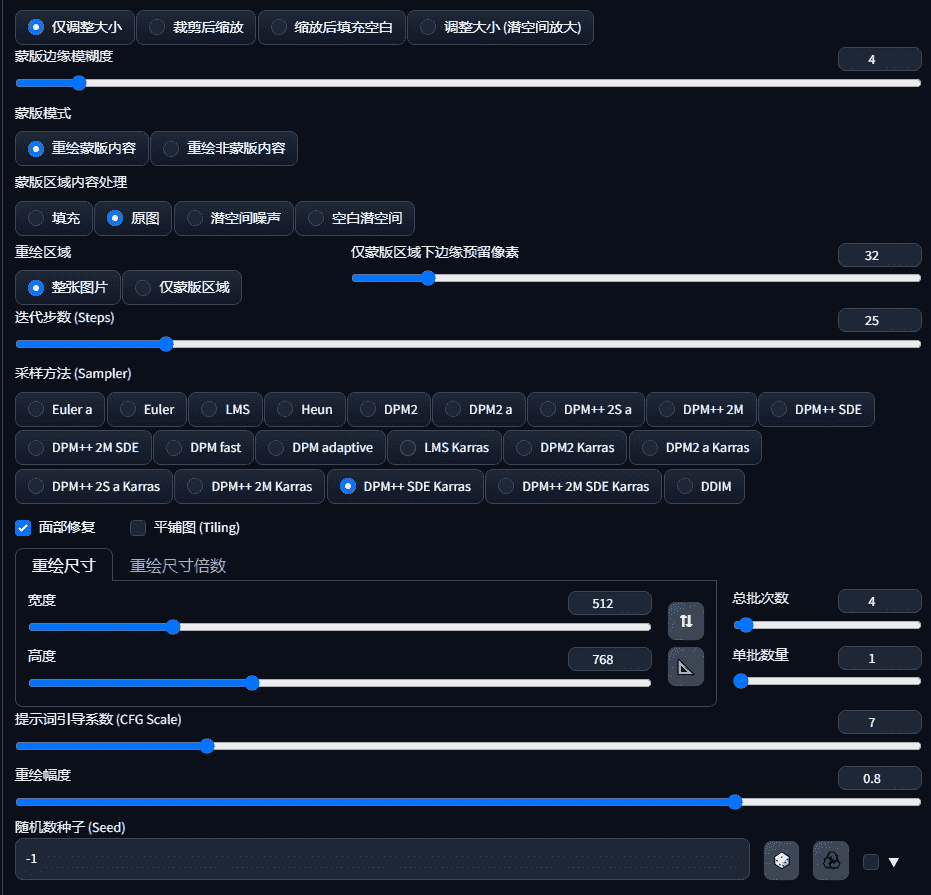 仅调整大小 裁剪后缩放 缩放后填充空白 调整大小 (潜空间放大)
蒙版边缘模糊度 4
蒙版模式
重绘蒙版内容 重绘非蒙版内容
蒙版区域内容处理
填充 原图 潜空间噪声 空白潜空间
重绘区域 仅蒙版区域下边缘预留像素 32
整张图片 仅蒙版区域
迭代步数 (Steps) 25
采样方法 (Sampler)
Euler a Euler LMS Heun DPM2 DPM2 a DPM++ 2S a DPM++ 2M DPM++ SDE
DPM++ 2M SDE DPM fast DPM adaptive LMS Karras DPM2 Karras DPM2 a Karras
DPM++ 2S a Karras DPM++ 2M Karras DPM++ SDE Karras DPM++ 2M SDE Karras DDIM
面部修复 平铺图 (Tiling)
重绘尺寸 重绘尺寸倍数
宽度 512 总批次数 4
高度 768 单批数量 1
提示词引导系数 (CFG Scale) 7
重绘幅度 0.8
随机数种子 (Seed)
-1